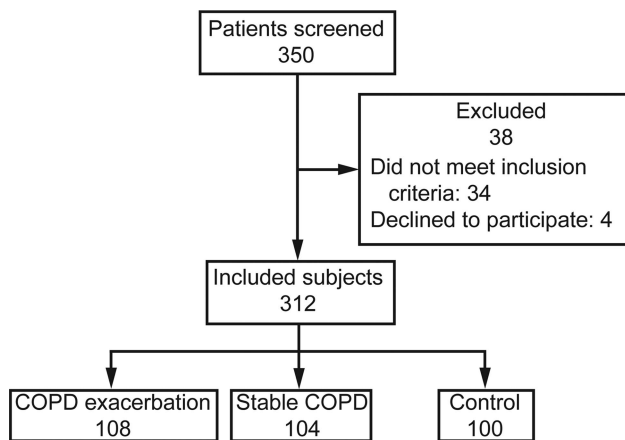 Patients screened
350
Excluded
38
Did not meet inclusion
criteria: 34
Declined to participate: 4
Included subjects
312
COPD exacerbation
108
Stable COPD
104
Control
100